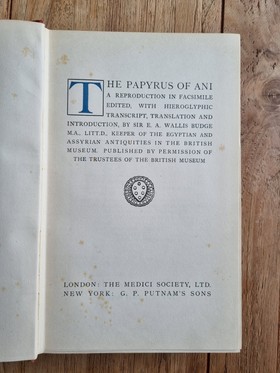 THE PAPYRUS OF ANI
A REPRODUCTION IN FACSIMILE
EDITED, WITH HIEROGLYPHIC
TRANSCRIPT, TRANSLATION AND
INTRODUCTION, BY SIR E. A. WALLIS BUDGE
M.A., LITT.D., KEEPER OF THE EGYPTIAN AND
ASSYRIAN ANTIQUITIES IN THE BRITISH
MUSEUM. PUBLISHED BY PERMISSION OF
THE TRUSTEES OF THE BRITISH MUSEUM
LONDON: THE MEDICI SOCIETY, LTD.
NEW YORK: G. P. PUTNAM'S SONS